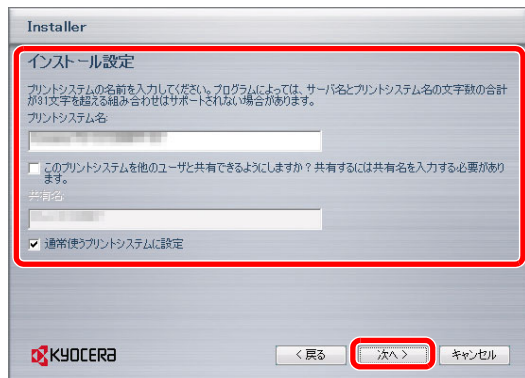 Installer
インストール設定
プリントシステムの名前を入力してください。プログラムによっては、サーバ名とプリントシステム名の文字数の合計
が31文字を超える組み合わせはサポートされない場合があります。
プリントシステム名:
このプリントシステムを他のユーザと共有できるようにしますか？共有するには共有名を入力する必要があり
ます。
共有名:
通常使うプリントシステムに設定
KYOCERA
< 戻る
次へ >
キャンセル